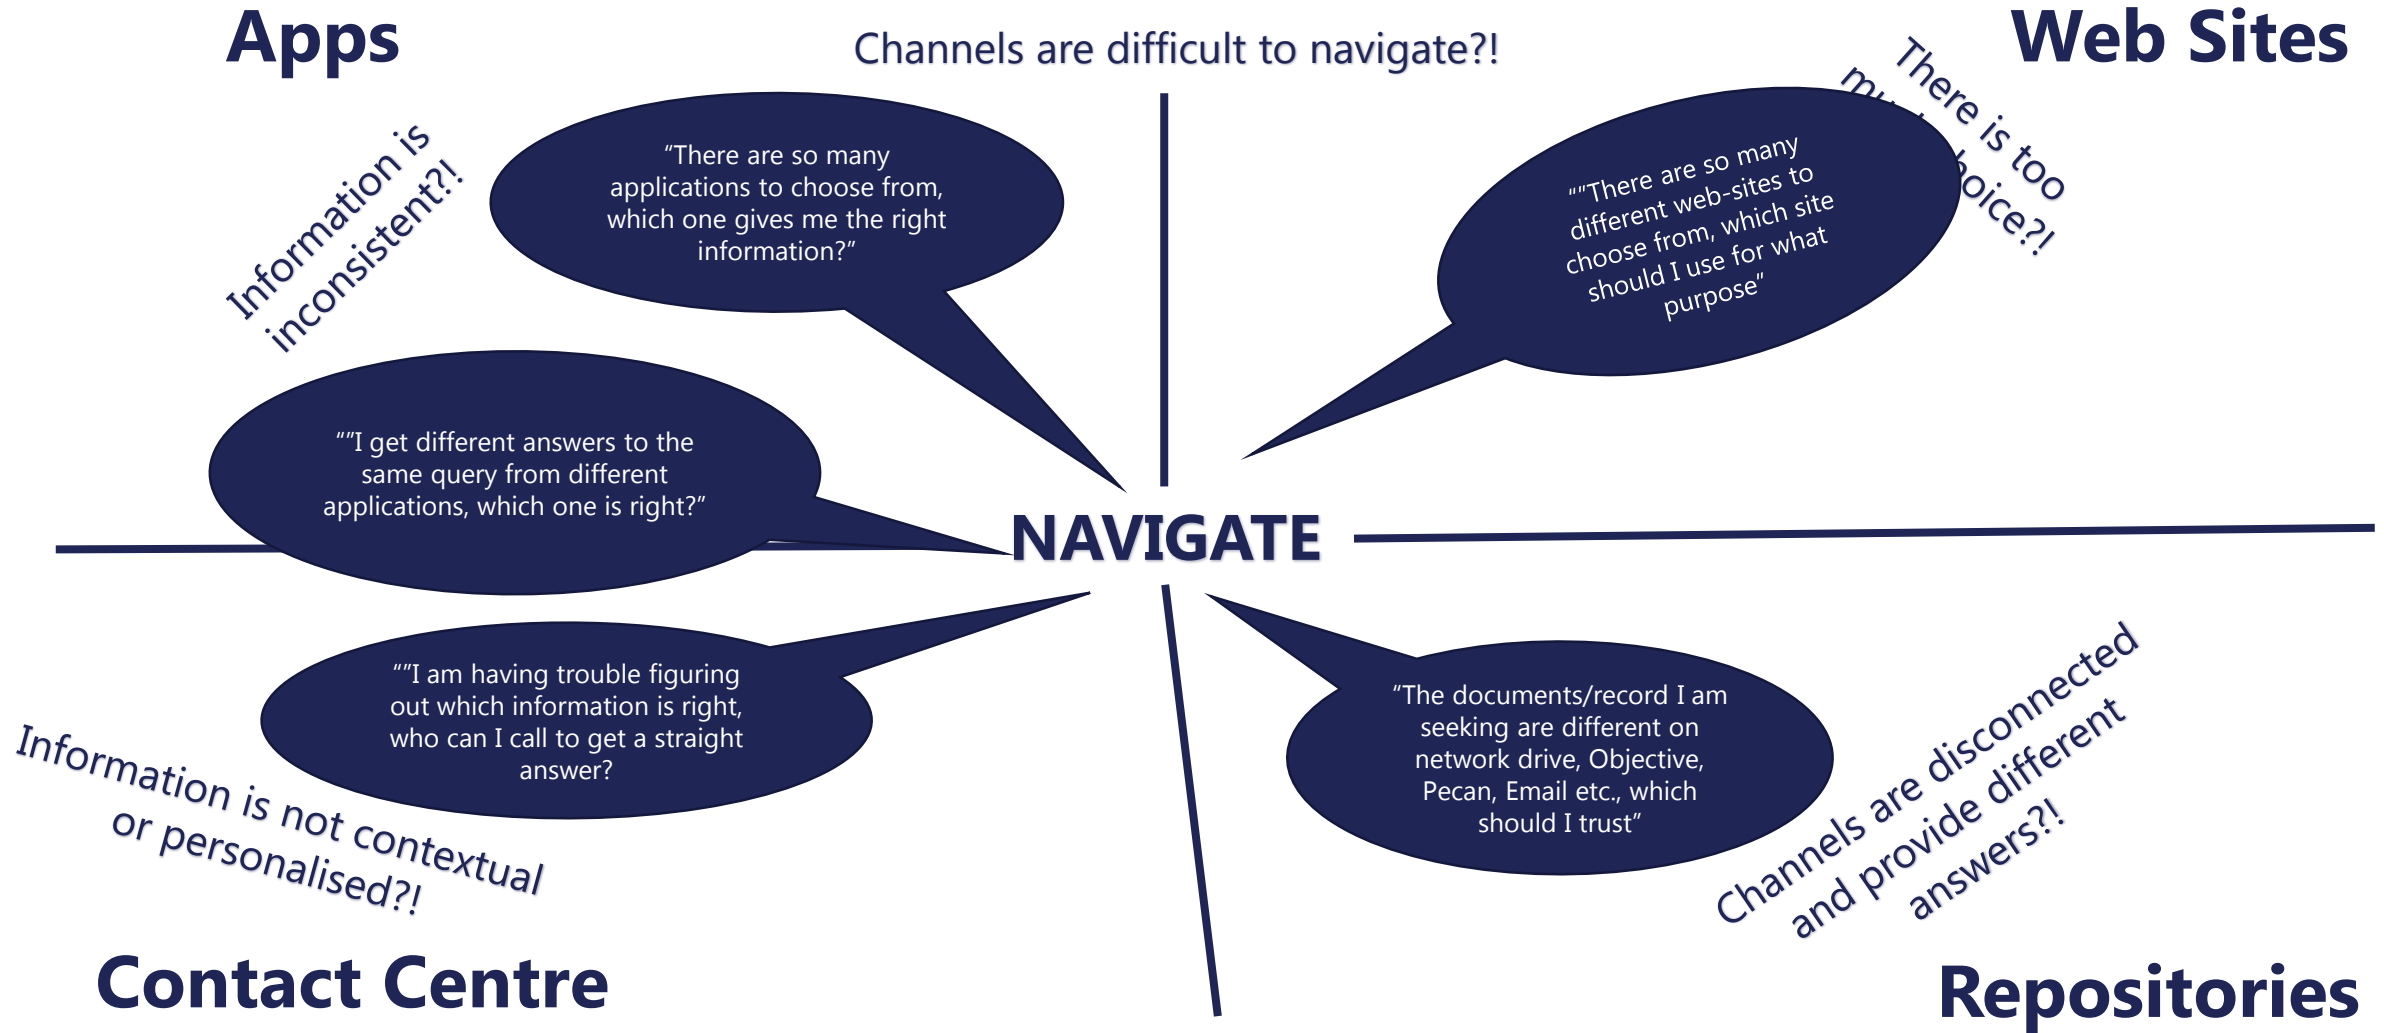 Apps
Channels are difficult to navigate?!
Web Sites
Information is
inconsistent?!
“There are so many
applications to choose from,
which one gives me the right
information?”
There is too
“”There are so many
different web-sites to
choose from, which site
should I use for what
purpose”
“”I get different answers to the
same query from different
applications, which one is right?”
NAVIGATE
“”I am having trouble figuring
out which information is right,
who can I call to get a straight
answer?
Information is not contextual
or personalised?!
“The documents/record I am
seeking are different on
network drive, Objective,
Pecan, Email etc., which
should I trust”
Channels are disconnected
and provide different
answers?!
Contact Centre
Repositories